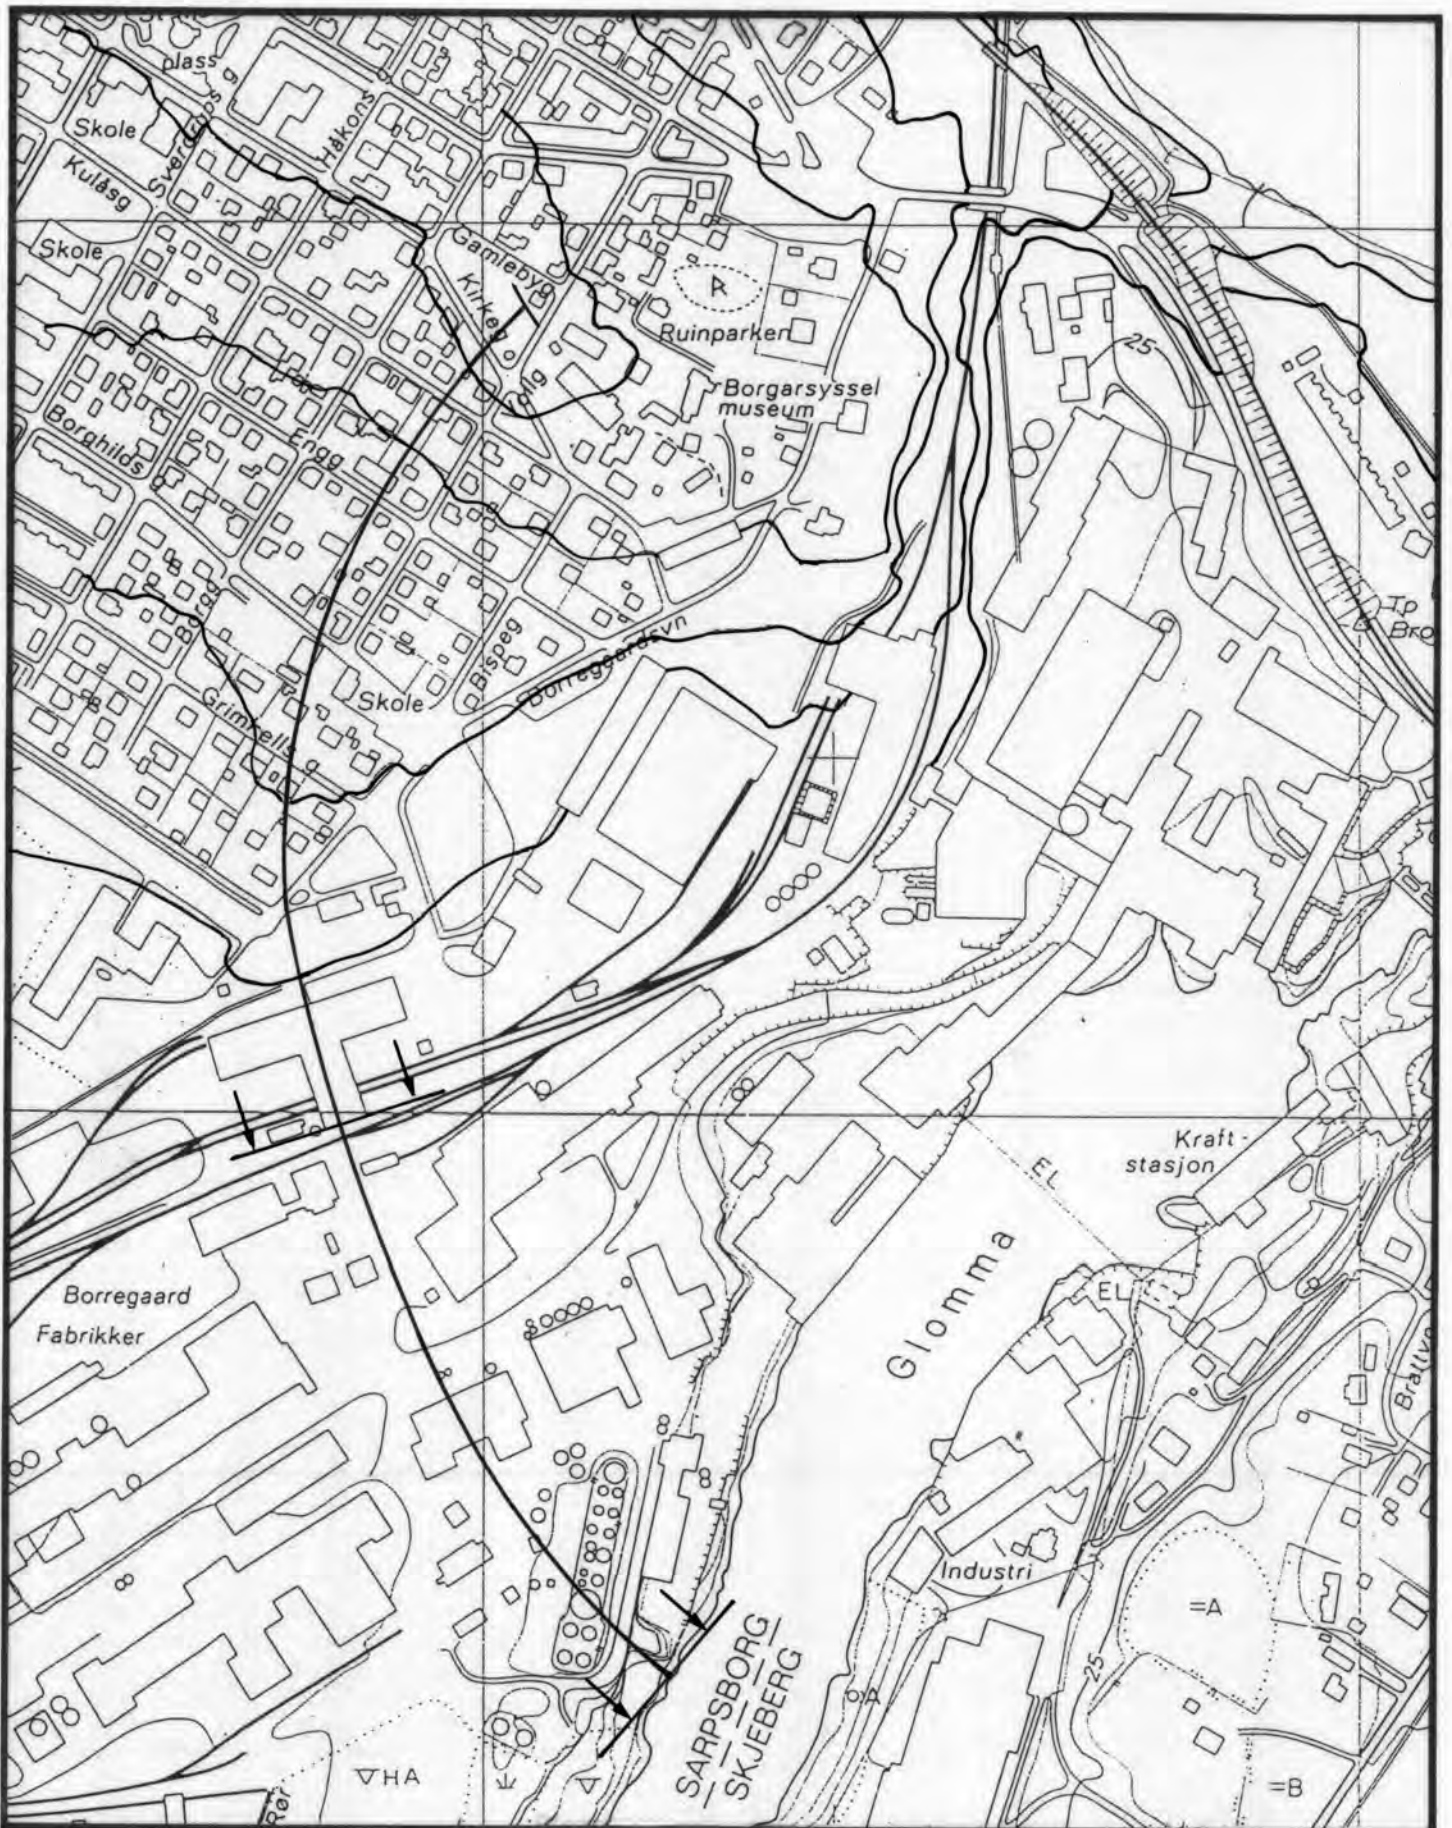 plass
Skole
Sverdrups g
Håkons g
Kulåsg
Skole
Gamlebyg
Kirkeg
R
Ruinparken
25
Borgarsyssel
museum
Engg
Borghilds
Tp
Bro
Borgg
Bispeg
Borregaardsvn
Skole
Grimkells g
Kraft-
stasjon
EL
Glomma
EL
Borregaard
Fabrikker
Brattvn
Industri
=A
25
SARPSBORG
SKJEBERG
A
HA
=B
Rør